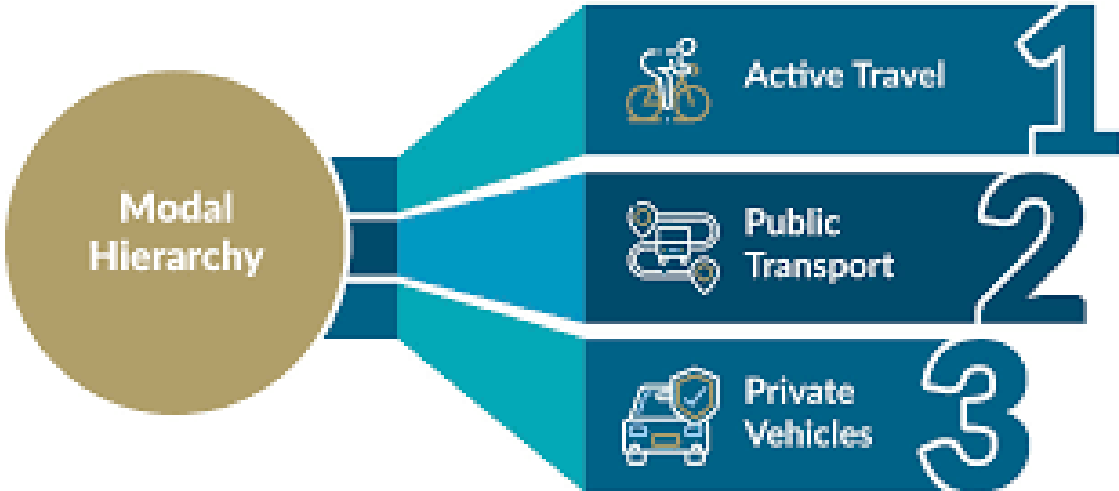 Modal
Hierarchy
Active Travel
1
Public
Transport
2
Private
Vehicles
3